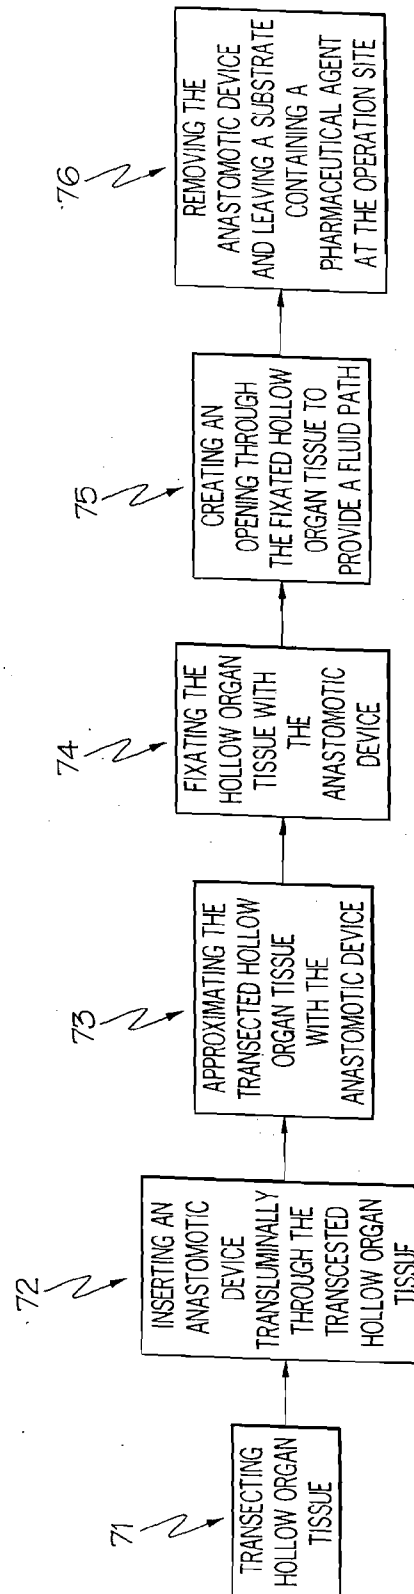 71
TRANSECTING
HOLLOW ORGAN
TISSUE
72
INSERTING AN
ANASTOMOTIC
DEVICE
TRANSLUMINALLY
THROUGH THE
TRANSCESTED
HOLLOW ORGAN
TISSUE
73
APPROXIMATING THE
TRANSECTED HOLLOW
ORGAN TISSUE
WITH THE
ANASTOMOTIC DEVICE
74
FIXATING THE
HOLLOW ORGAN
TISSUE WITH
THE
ANASTOMOTIC
DEVICE
75
CREATING AN
OPENING THROUGH
THE FIXATED HOLLOW
ORGAN TISSUE TO
PROVIDE A FLUID PATH
76
REMOVING THE
ANASTOMOTIC DEVICE
AND LEAVING A SUBSTRATE
CONTAINING A
PHARMACEUTICAL AGENT
AT THE OPERATION SITE